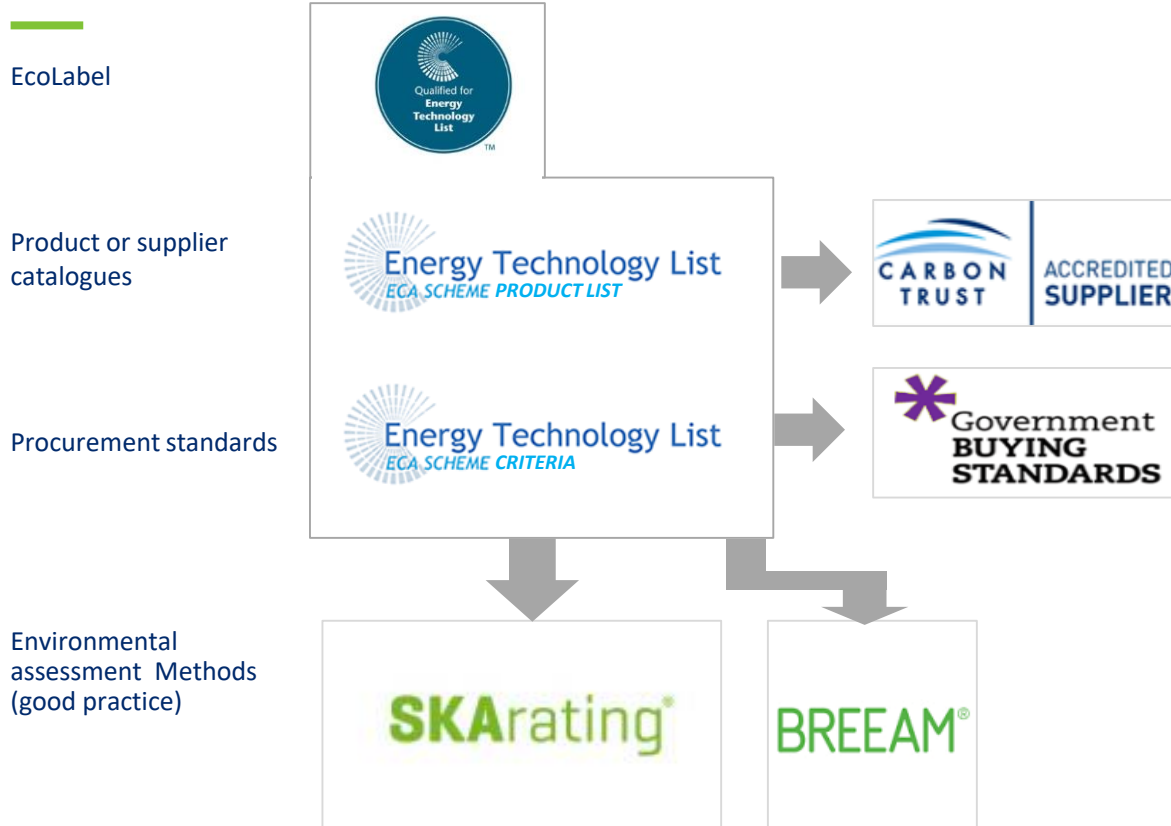 EcoLabel
Qualified for
Energy
Technology
List
TM
Product or supplier
catalogues
Energy Technology List
ECA SCHEME PRODUCT LIST
CARBON
TRUST
ACCREDITED
SUPPLIER
Procurement standards
Energy Technology List
ECA SCHEME CRITERIA
Government
BUYING
STANDARDS
Environmental
assessment Methods
(good practice)
SKArating®
BREEAM®